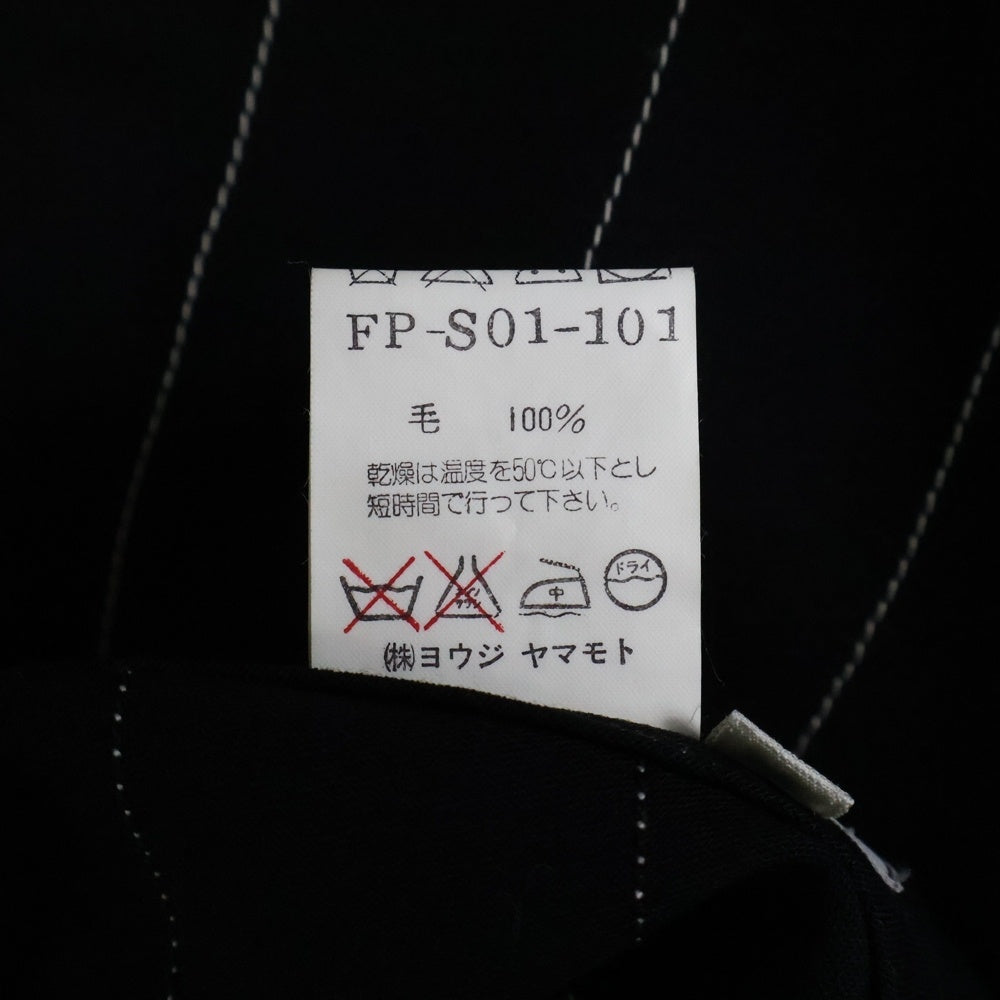 FP-S01-101
毛 100%
乾燥は温度を50℃以下とし
短時間で行って下さい。
中 ドライ
㈱ヨウジ ヤマモト